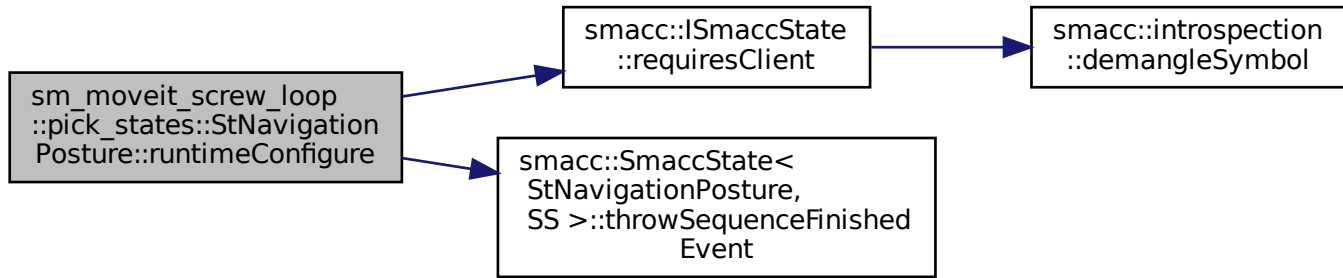 sm_moveit_screw_loop
::pick_states::StNavigation
Posture::runtimeConfigure
smacc::ISmaccState
::requiresClient
smacc::introspection
::demangleSymbol
smacc::SmaccState<
StNavigationPosture,
SS >::throwSequenceFinished
Event